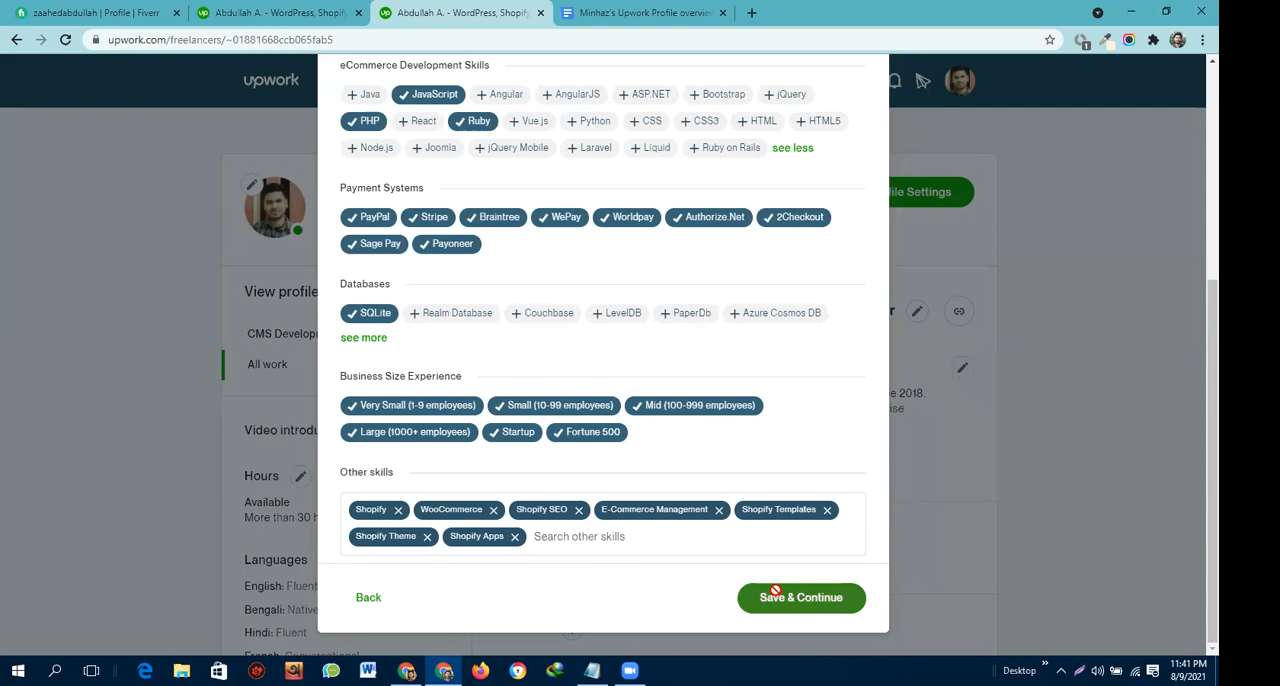 zaahedabdullah | Profile | Fiverr
Abdullah A. - WordPress, Shopify
Abdullah A. - WordPress, Shopify
Minhaz's Upwork Profile overview
upwork.com/freelancers/~01881668ccb065fab5
1
upwork
eCommerce Development Skills
Java JavaScript Angular AngularJS ASP.NET Bootstrap jQuery
PHP React Ruby Vue.js Python CSS CSS3 HTML HTML5
Node.js Joomla jQuery Mobile Laravel Liquid Ruby on Rails see less
Payment Systems
PayPal Stripe Braintree WePay Worldpay Authorize.Net 2Checkout
Sage Pay Payoneer
Databases
SQLite Realm Database Couchbase LevelDB PaperDb Azure Cosmos DB
see more
Business Size Experience
Very Small (1-9 employees) Small (10-99 employees) Mid (100-999 employees)
Large (1000+ employees) Startup Fortune 500
Other skills
Shopify WooCommerce Shopify SEO E-Commerce Management Shopify Templates
Shopify Theme Shopify Apps Search other skills
Back Save & Continue
file Settings
View profile
CMS Develop
All work
r
e 2018.
ise
Video introdu
Hours
Available
More than 30 h
Languages
English: Fluent
Bengali: Native
Hindi: Fluent
Desktop
11:41 PM
8/9/2021